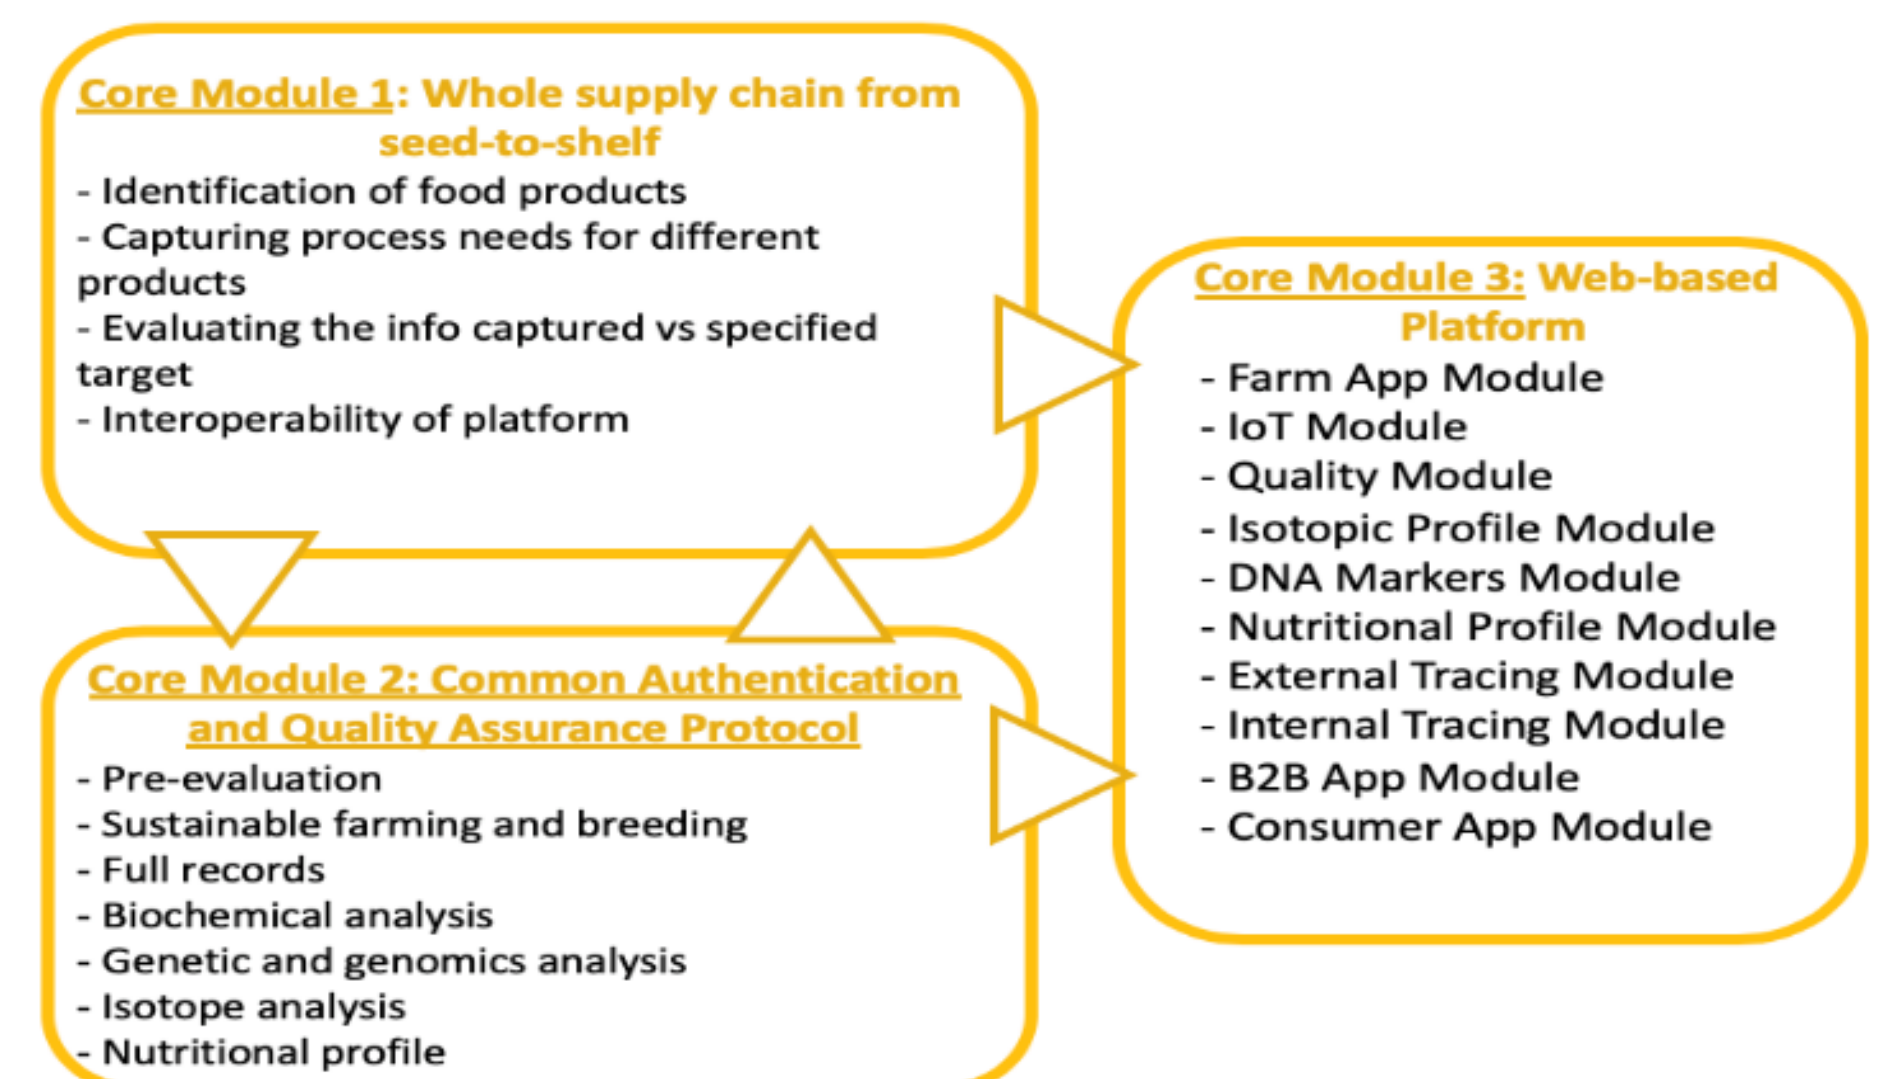 Core Module 1: Whole supply chain from
seed-to-shelf
- Identification of food products
- Capturing process needs for different
products
- Evaluating the info captured vs specified
target
- Interoperability of platform
Core Module 2: Common Authentication
and Quality Assurance Protocol
- Pre-evaluation
- Sustainable farming and breeding
- Full records
- Biochemical analysis
- Genetic and genomics analysis
- Isotope analysis
- Nutritional profile
Core Module 3: Web-based
Platform
- Farm App Module
- IoT Module
- Quality Module
- Isotopic Profile Module
- DNA Markers Module
- Nutritional Profile Module
- External Tracing Module
- Internal Tracing Module
- B2B App Module
- Consumer App Module